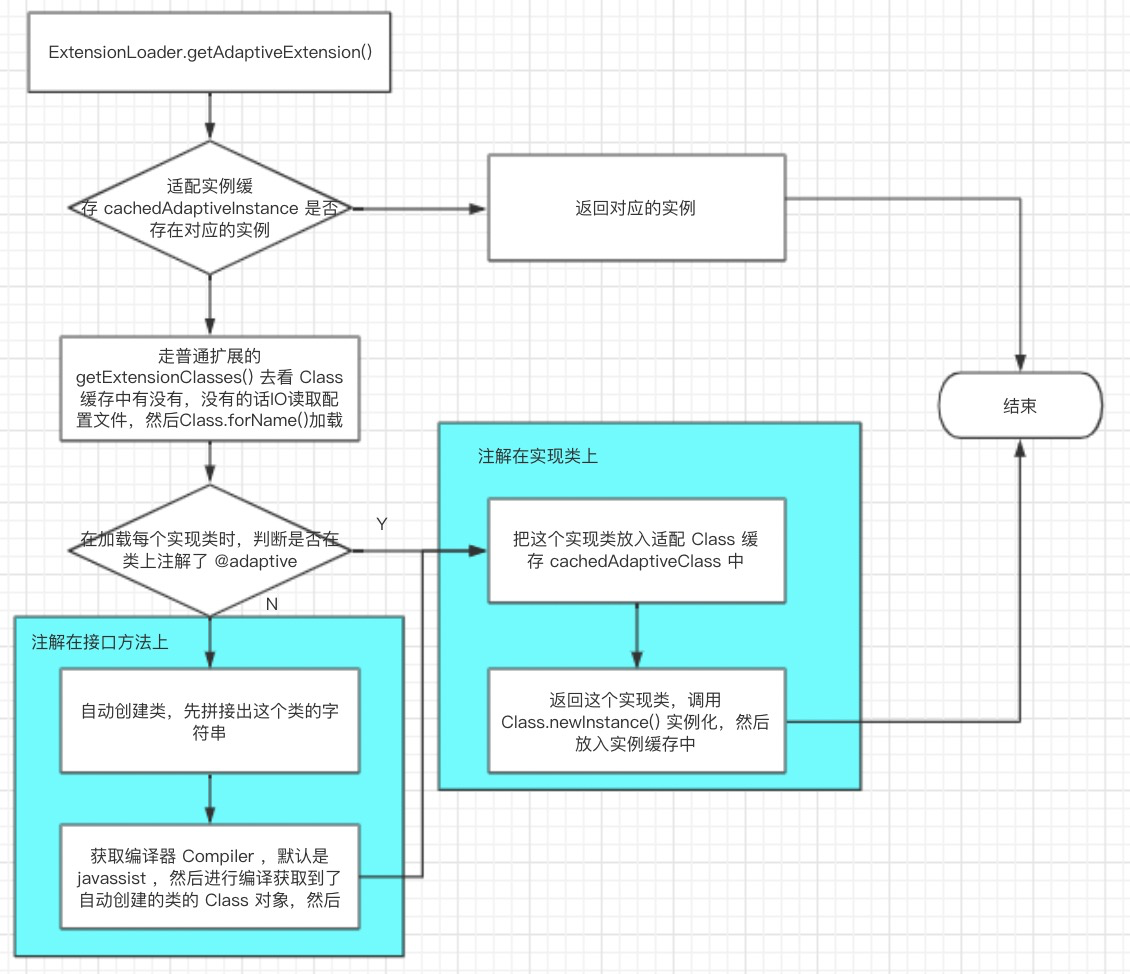 ExtensionLoader.getAdaptiveExtension()
适配实例缓
存 cachedAdaptiveInstance 是否
存在对应的实例
返回对应的实例
走普通扩展的
getExtensionClasses() 去看 Class
缓存中有没有，没有的话IO读取配
置文件，然后Class.forName()加载
结束
在加载每个实现类时，判断是否在
类上注解了 @adaptive
Y
N
注解在实现类上
把这个实现类放入适配 Class 缓
存 cachedAdaptiveClass 中
返回这个实现类，调用
Class.newInstance() 实例化，然后
放入实例缓存中
注解在接口方法上
自动创建类，先拼接出这个类的字
符串
获取编译器 Compiler ，默认是
javassist ，然后进行编译获取到了
自动创建的类的 Class 对象，然后